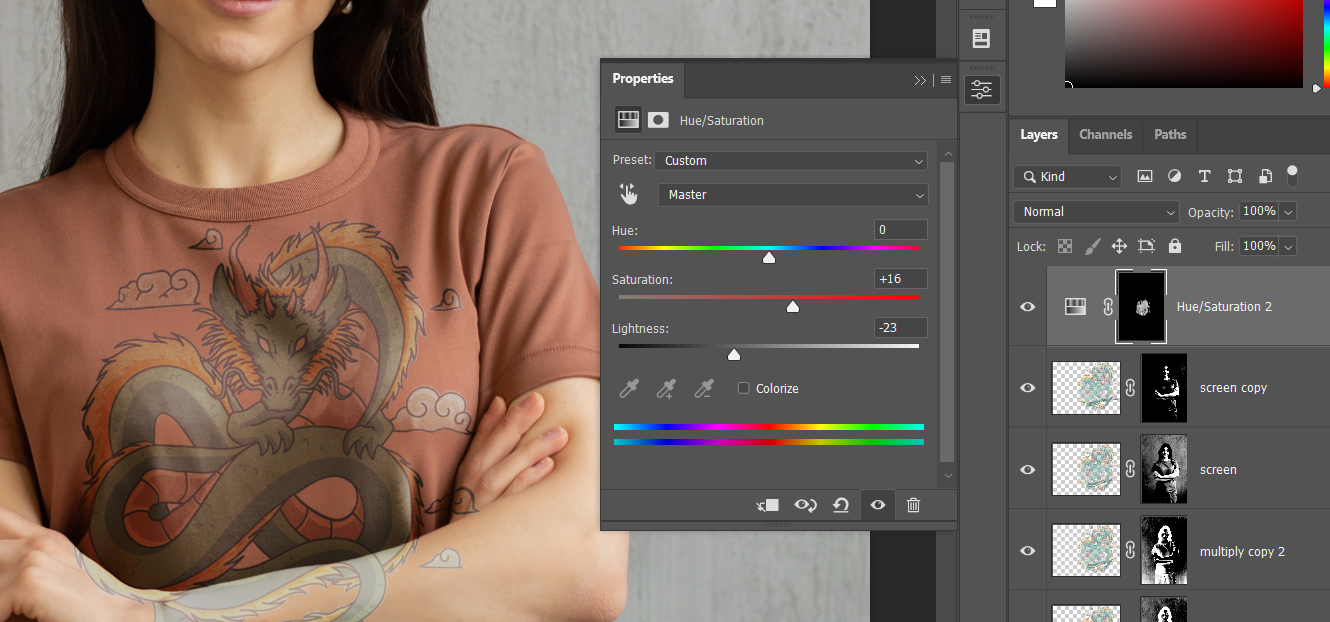 Properties
Hue/Saturation
Preset: Custom
Master
Hue: 0
Saturation: +16
Lightness: -23
Colorize
Layers Channels Paths
Kind
Normal Opacity: 100%
Lock: Fill: 100%
Hue/Saturation 2
screen copy
screen
multiply copy 2